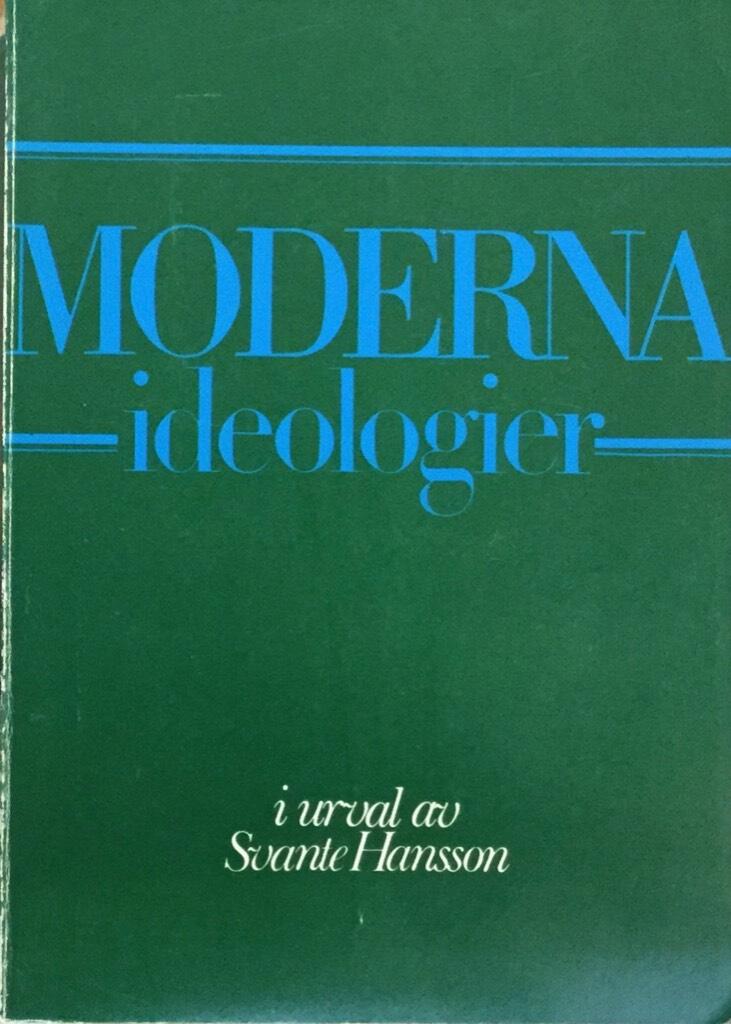 MODERNA
ideologier
i urval av
Svante Hansson